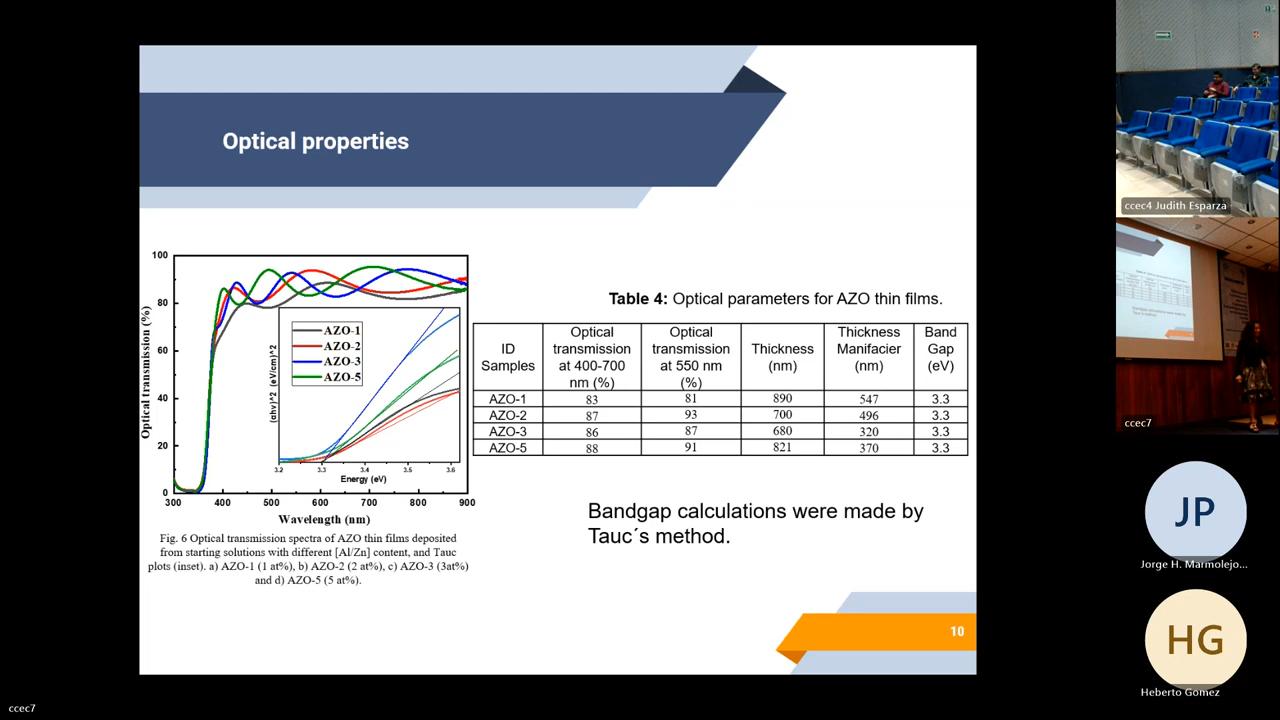 Optical properties
100
80
60
40
20
0
Optical transmission (%)
300 400 500 600 700 800 900
Wavelength (nm)
AZO-1
AZO-2
AZO-3
AZO-5
(αhν)^2 (eV/cm)^2
3.2 3.3 3.4 3.5 3.6
Energy (eV)
Fig. 6 Optical transmission spectra of AZO thin films deposited
from starting solutions with different [Al/Zn] content, and Tauc
plots (inset). a) AZO-1 (1 at%), b) AZO-2 (2 at%), c) AZO-3 (3at%)
and d) AZO-5 (5 at%).
Table 4: Optical parameters for AZO thin films.
ID Samples Optical transmission at 400-700 nm (%) Optical transmission at 550 nm (%) Thickness (nm) Thickness Manifacier (nm) Band Gap (eV)
AZO-1 83 81 890 547 3.3
AZO-2 87 93 700 496 3.3
AZO-3 86 87 680 320 3.3
AZO-5 88 91 821 370 3.3
Bandgap calculations were made by
Tauc´s method.
10
ccec4 Judith Esparza
ccec7
JP
Jorge H. Marmolejo...
HG
Heberto Gomez
ccec7